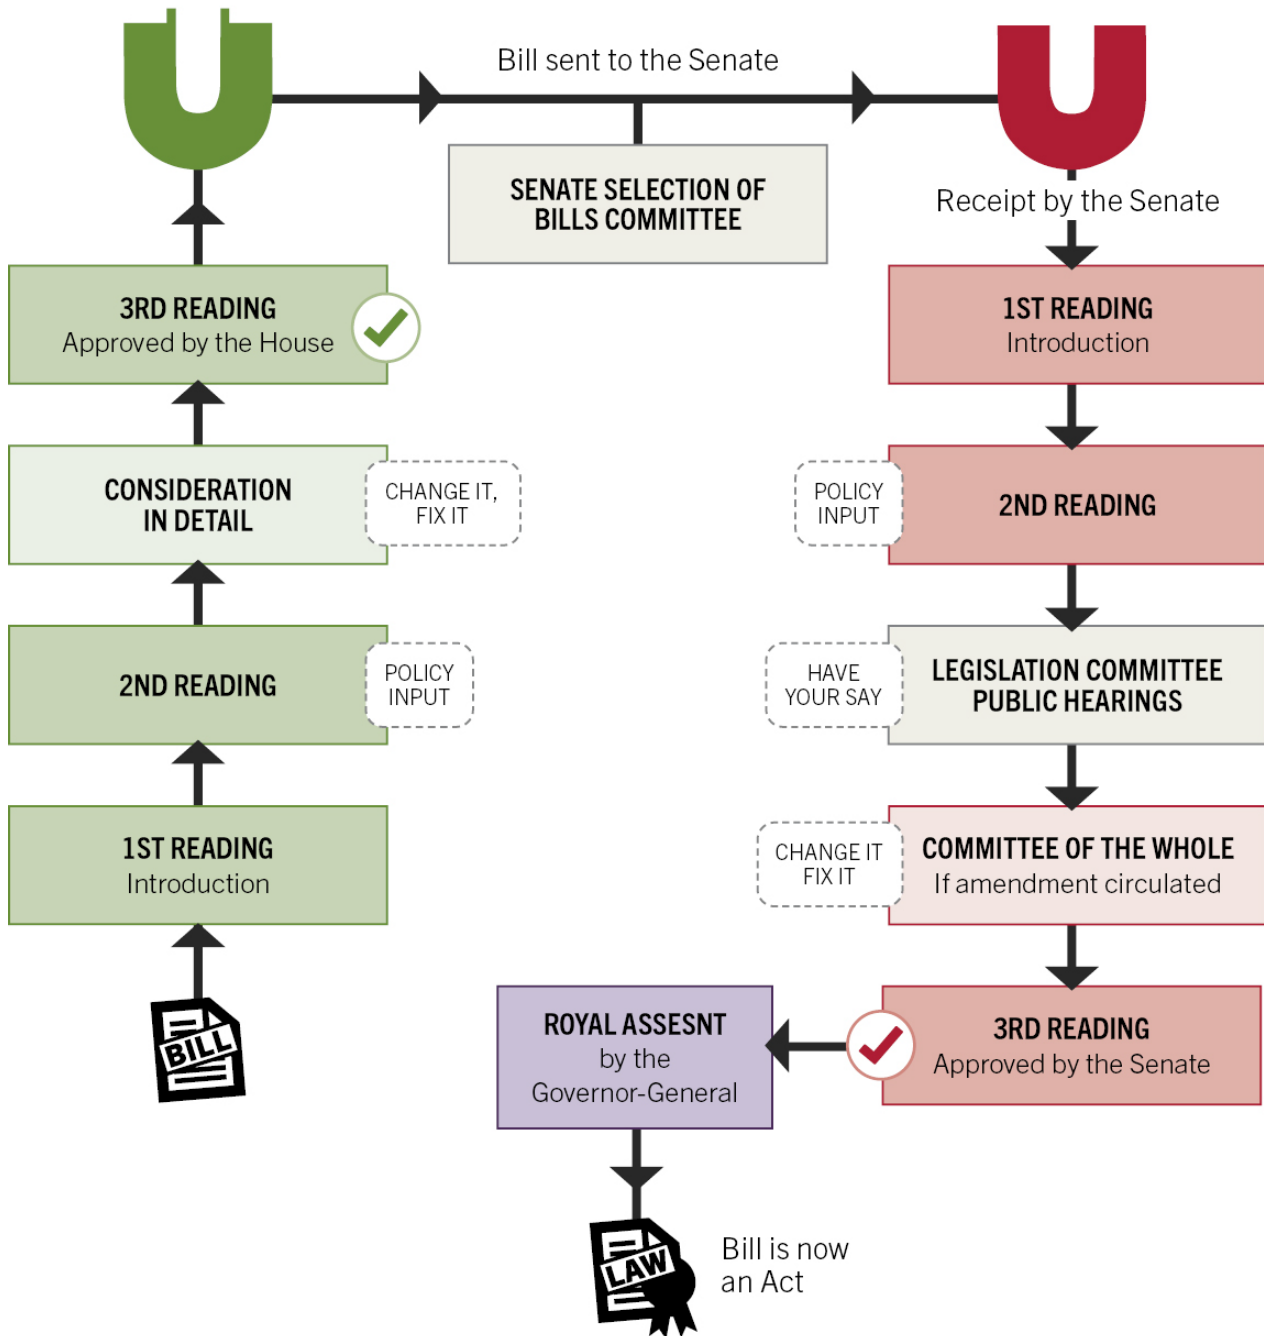 Bill sent to the Senate
SENATE SELECTION OF
BILLS COMMITTEE
Receipt by the Senate
3RD READING
Approved by the House
1ST READING
Introduction
CONSIDERATION
IN DETAIL
CHANGE IT,
FIX IT
POLICY
INPUT
2ND READING
2ND READING
POLICY
INPUT
HAVE
YOUR SAY
LEGISLATION COMMITTEE
PUBLIC HEARINGS
1ST READING
Introduction
CHANGE IT
FIX IT
COMMITTEE OF THE WHOLE
If amendment circulated
BILL
ROYAL ASSESNT
by the
Governor-General
3RD READING
Approved by the Senate
LAW
Bill is now
an Act